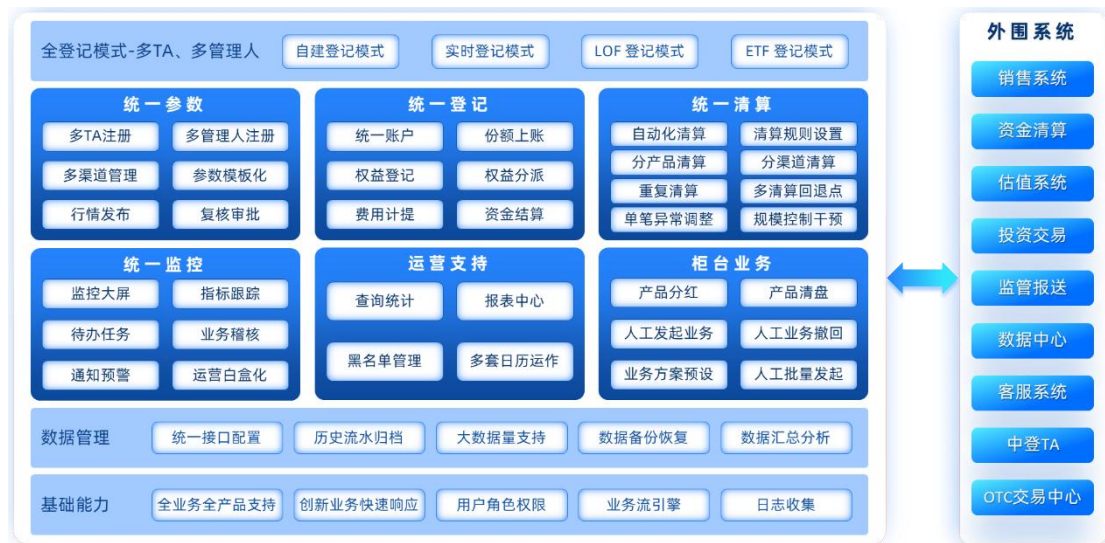 全登记模式-多TA、多管理人 自建登记模式 实时登记模式 LOF 登记模式 ETF 登记模式
统一参数
多TA注册 多管理人注册
多渠道管理 参数模板化
行情发布 复核审批
统一登记
统一账户 份额上账
权益登记 权益分派
费用计提 资金结算
统一清算
自动化清算 清算规则设置
分产品清算 分渠道清算
重复清算 多清算回退点
单笔异常调整 规模控制干预
统一监控
监控大屏 指标跟踪
待办任务 业务稽核
通知预警 运营白盒化
运营支持
查询统计 报表中心
黑名单管理 多套日历运作
柜台业务
产品分红 产品清盘
人工发起业务 人工业务撤回
业务方案预设 人工批量发起
数据管理 统一接口配置 历史流水归档 大数据量支持 数据备份恢复 数据汇总分析
基础能力 全业务全产品支持 创新业务快速响应 用户角色权限 业务流引擎 日志收集
外围系统
销售系统
资金清算
估值系统
投资交易
监管报送
数据中心
客服系统
中登TA
OTC交易中心